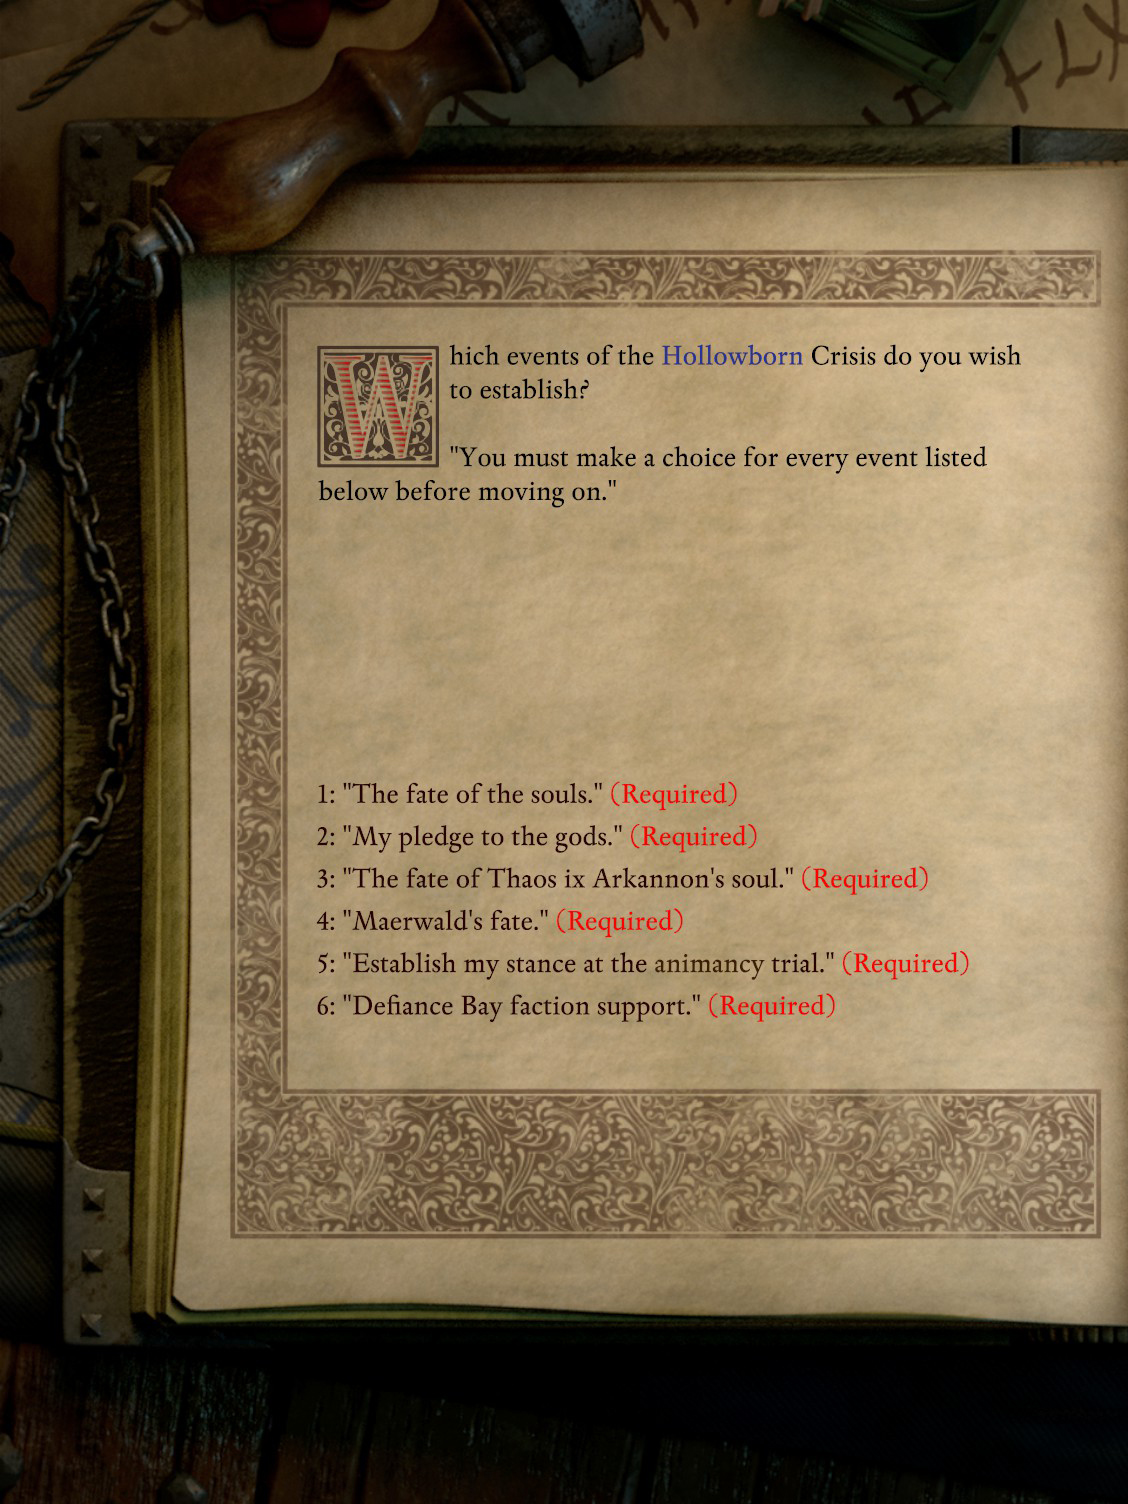 Which events of the Hollowborn Crisis do you wish
to establish?
"You must make a choice for every event listed
below before moving on."
1: "The fate of the souls." (Required)
2: "My pledge to the gods." (Required)
3: "The fate of Thaos ix Arkannon's soul." (Required)
4: "Maerwald's fate." (Required)
5: "Establish my stance at the animancy trial." (Required)
6: "Defiance Bay faction support." (Required)